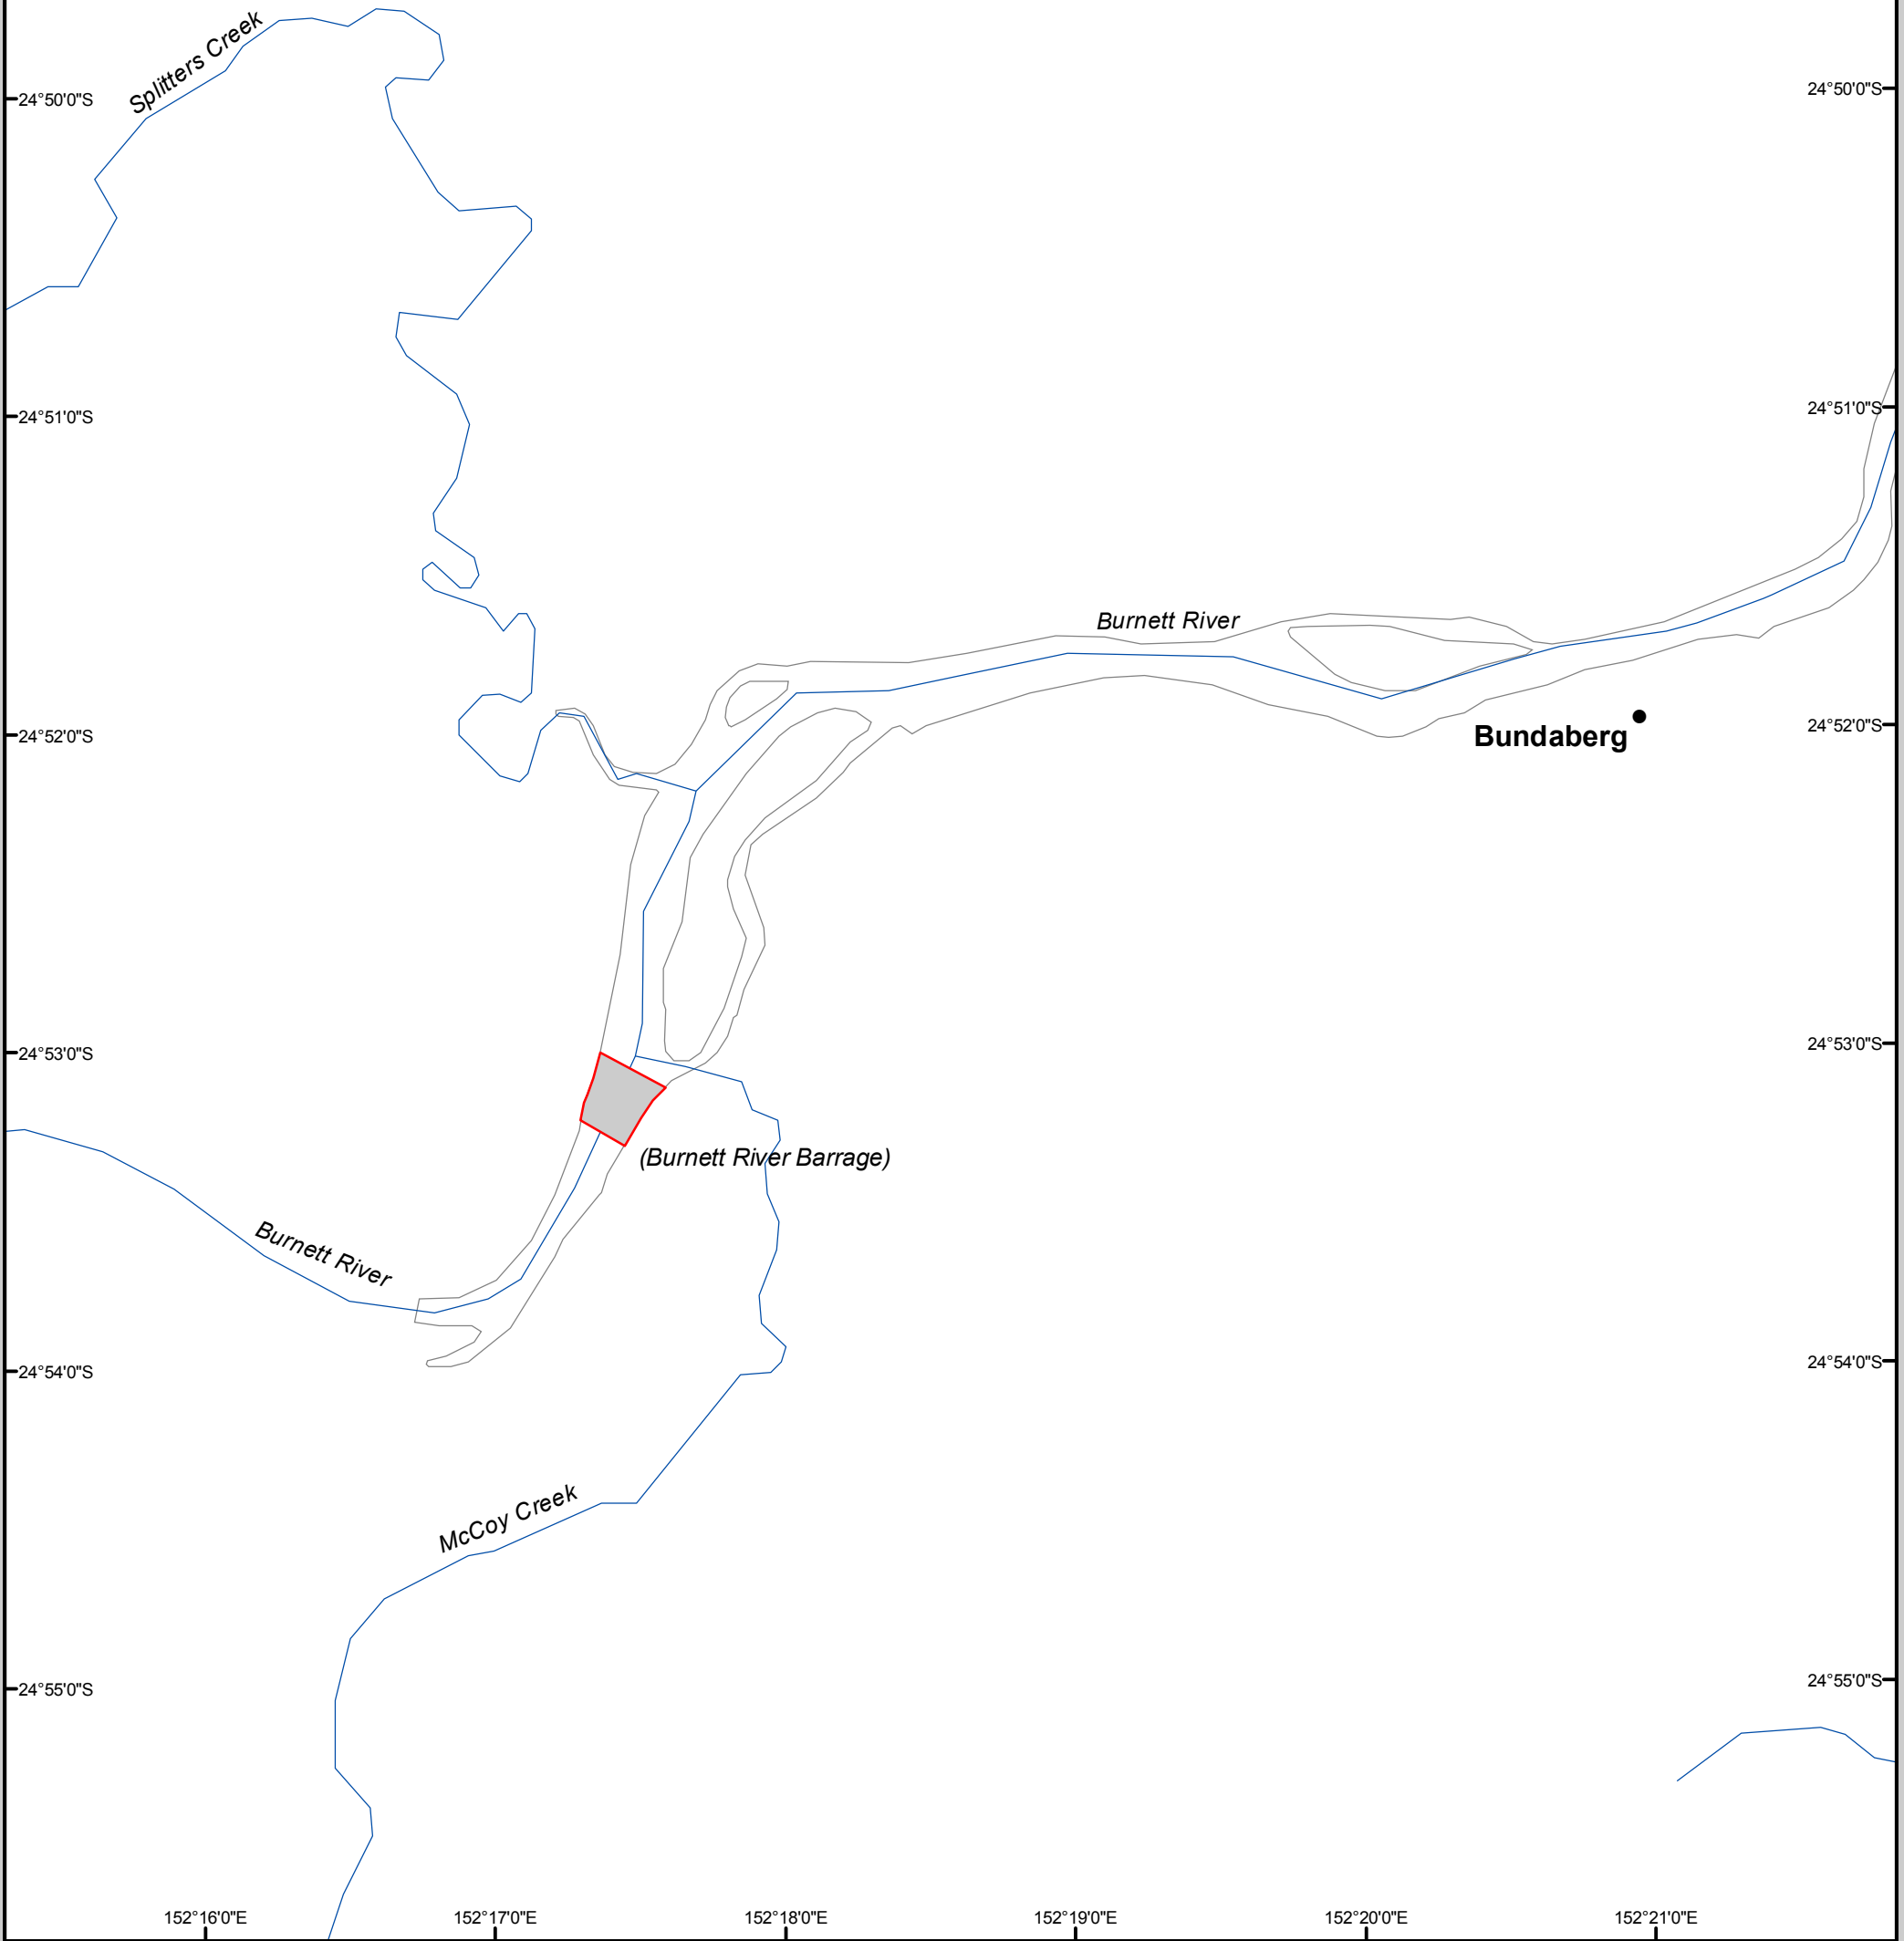 Splitters Creek
24°50'0"S
24°50'0"S
24°51'0"S
24°51'0"S
Burnett River
24°52'0"S
24°52'0"S
Bundaberg
24°53'0"S
24°53'0"S
(Burnett River Barrage)
Burnett River
24°54'0"S
24°54'0"S
McCoy Creek
24°55'0"S
24°55'0"S
152°16'0"E
152°17'0"E
152°18'0"E
152°19'0"E
152°20'0"E
152°21'0"E